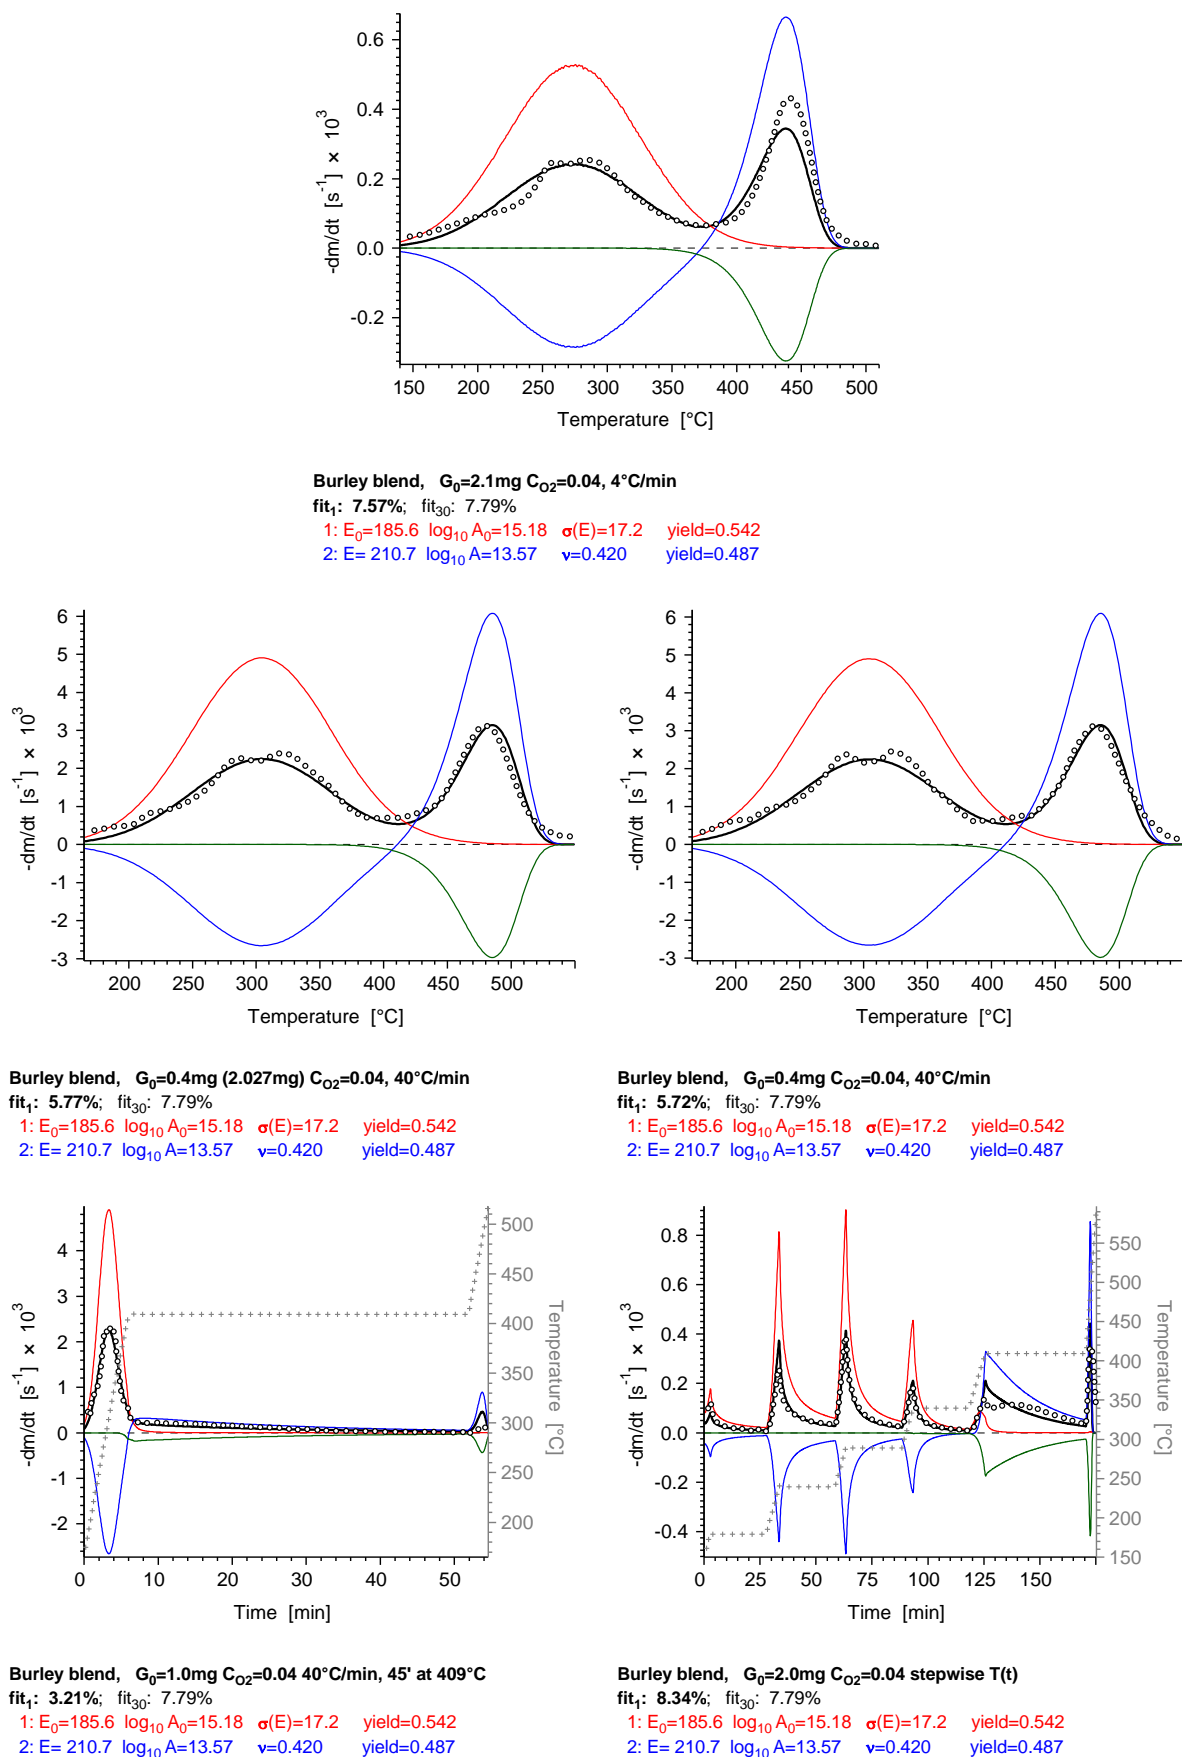 0.6
0.4
0.2
0.0
-0.2
-dm/dt [s⁻¹] × 10³
150 200 250 300 350 400 450 500
Temperature [°C]
Burley blend, G₀=2.1mg C_O2=0.04, 4°C/min
fit₁: 7.57%; fit₃₀: 7.79%
1: E₀=185.6 log₁₀ A₀=15.18 σ(E)=17.2 yield=0.542
2: E= 210.7 log₁₀ A=13.57 ν=0.420 yield=0.487
6
5
4
3
2
1
0
-1
-2
-3
-dm/dt [s⁻¹] × 10³
200 250 300 350 400 450 500
Temperature [°C]
Burley blend, G₀=0.4mg (2.027mg) C_O2=0.04, 40°C/min
fit₁: 5.77%; fit₃₀: 7.79%
1: E₀=185.6 log₁₀ A₀=15.18 σ(E)=17.2 yield=0.542
2: E= 210.7 log₁₀ A=13.57 ν=0.420 yield=0.487
6
5
4
3
2
1
0
-1
-2
-3
-dm/dt [s⁻¹] × 10³
200 250 300 350 400 450 500
Temperature [°C]
Burley blend, G₀=0.4mg C_O2=0.04, 40°C/min
fit₁: 5.72%; fit₃₀: 7.79%
1: E₀=185.6 log₁₀ A₀=15.18 σ(E)=17.2 yield=0.542
2: E= 210.7 log₁₀ A=13.57 ν=0.420 yield=0.487
4
3
2
1
0
-1
-2
-dm/dt [s⁻¹] × 10³
500
450
400
350
300
250
200
Temperature [°C]
0 10 20 30 40 50
Time [min]
Burley blend, G₀=1.0mg C_O2=0.04 40°C/min, 45' at 409°C
fit₁: 3.21%; fit₃₀: 7.79%
1: E₀=185.6 log₁₀ A₀=15.18 σ(E)=17.2 yield=0.542
2: E= 210.7 log₁₀ A=13.57 ν=0.420 yield=0.487
0.8
0.6
0.4
0.2
0.0
-0.2
-0.4
-dm/dt [s⁻¹] × 10³
550
500
450
400
350
300
250
200
150
Temperature [°C]
0 25 50 75 100 125 150
Time [min]
Burley blend, G₀=2.0mg C_O2=0.04 stepwise T(t)
fit₁: 8.34%; fit₃₀: 7.79%
1: E₀=185.6 log₁₀ A₀=15.18 σ(E)=17.2 yield=0.542
2: E= 210.7 log₁₀ A=13.57 ν=0.420 yield=0.487